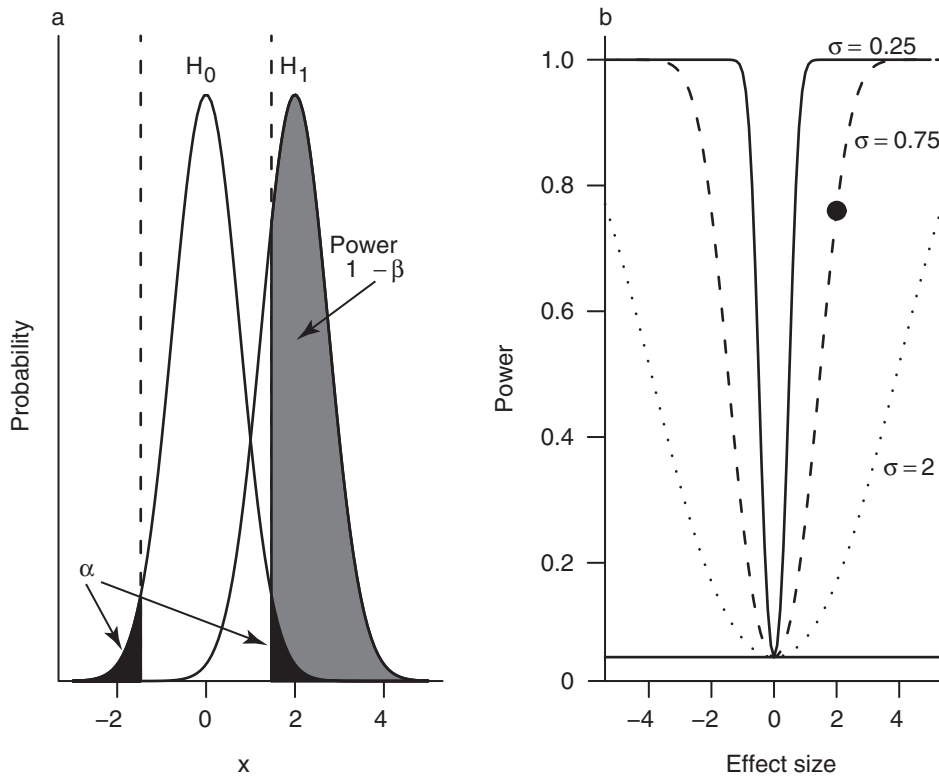 a
H0
H1
Power
1 – β
α
Probability
−2
0
2
4
x
b
σ = 0.25
σ = 0.75
σ = 2
1.0
0.8
0.6
0.4
0.2
0
Power
−4
−2
0
2
4
Effect size